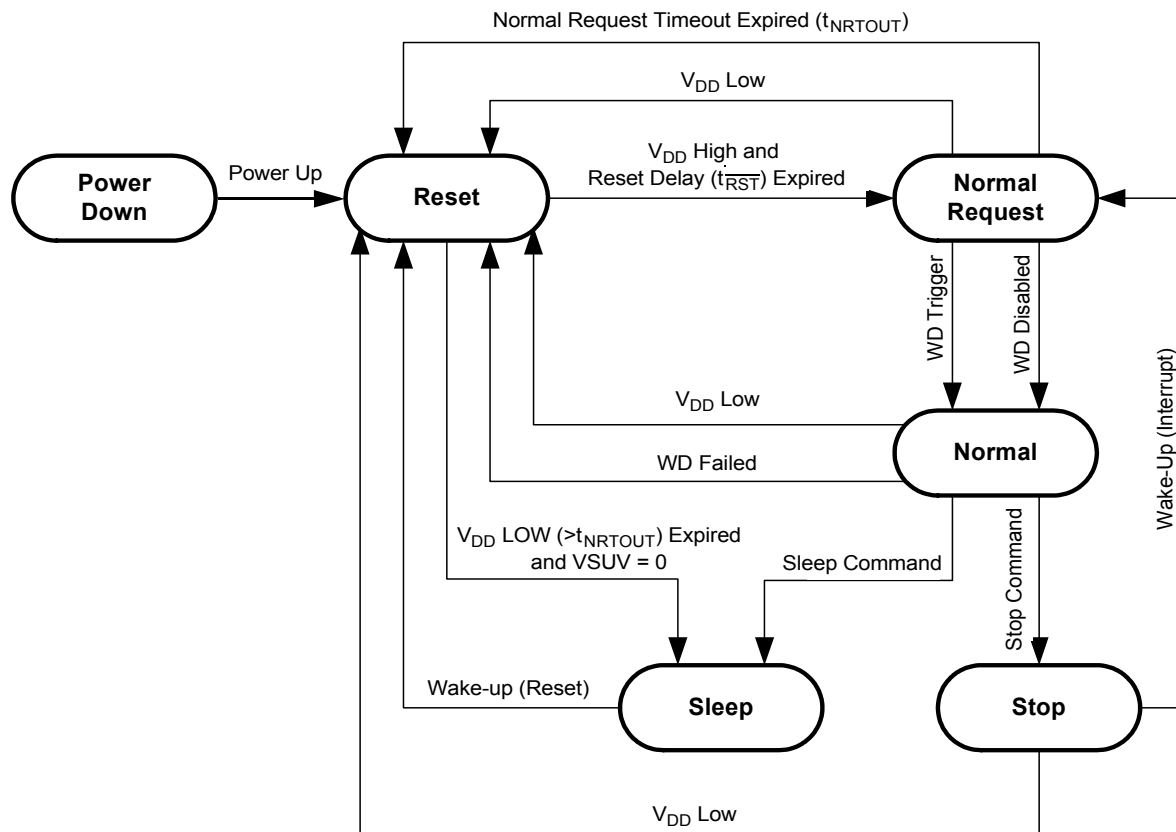 Normal Request Timeout Expired (tNRTOUT)
VDD Low
Power
Down
Power Up
Reset
VDD High and
Reset Delay (tRST) Expired
Normal
Request
WD Trigger
WD Disabled
Wake-Up (Interrupt)
VDD Low
WD Failed
Normal
VDD LOW (>tNRTOUT) Expired
and VSUV = 0
Sleep Command
Stop Command
Wake-up (Reset)
Sleep
Stop
VDD Low